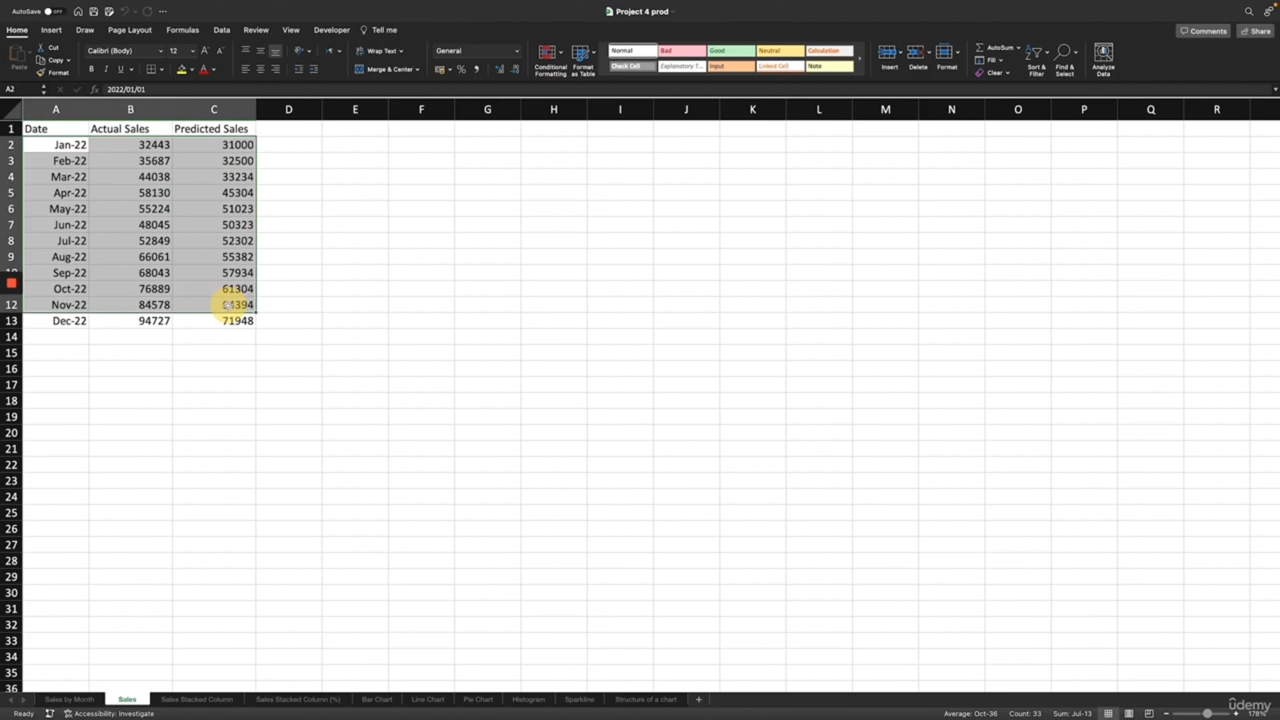 AutoSave OFF
Project 4 prod
Home Insert Draw Page Layout Formulas Data Review View Developer Tell me
Comments Share
Paste Cut Copy Format
Calibri (Body) 12
B
Wrap Text
Merge & Center
General
Conditional Formatting
Format as Table
Normal Bad Good Neutral Calculation
Check Cell Explanatory T... Input Linked Cell Note
Insert Delete Format
AutoSum
Fill
Clear
Sort & Filter
Find & Select
Analyze Data
A2 fx 2022/01/01
A B C D E F G H I J K L M N O P Q R
1 Date Actual Sales Predicted Sales
2 Jan-22 32443 31000
3 Feb-22 35687 32500
4 Mar-22 44038 33234
5 Apr-22 58130 45304
6 May-22 55224 51023
7 Jun-22 48045 50323
8 Jul-22 52849 52302
9 Aug-22 66061 55382
Sep-22 68043 57934
Oct-22 76889 61304
12 Nov-22 84578
13 Dec-22 94727 71948
14
15
16
17
18
19
20
21
22
23
24
25
26
27
28
29
30
31
32
33
34
35
36
Sales by Month Sales Sales Stacked Column Sales Stacked Column (%) Bar Chart Line Chart Pie Chart Histogram Sparkline Structure of a chart +
Ready Accessibility: Investigate Average: Oct-36 Count: 33 Sum: Jul-13 178%
udemy